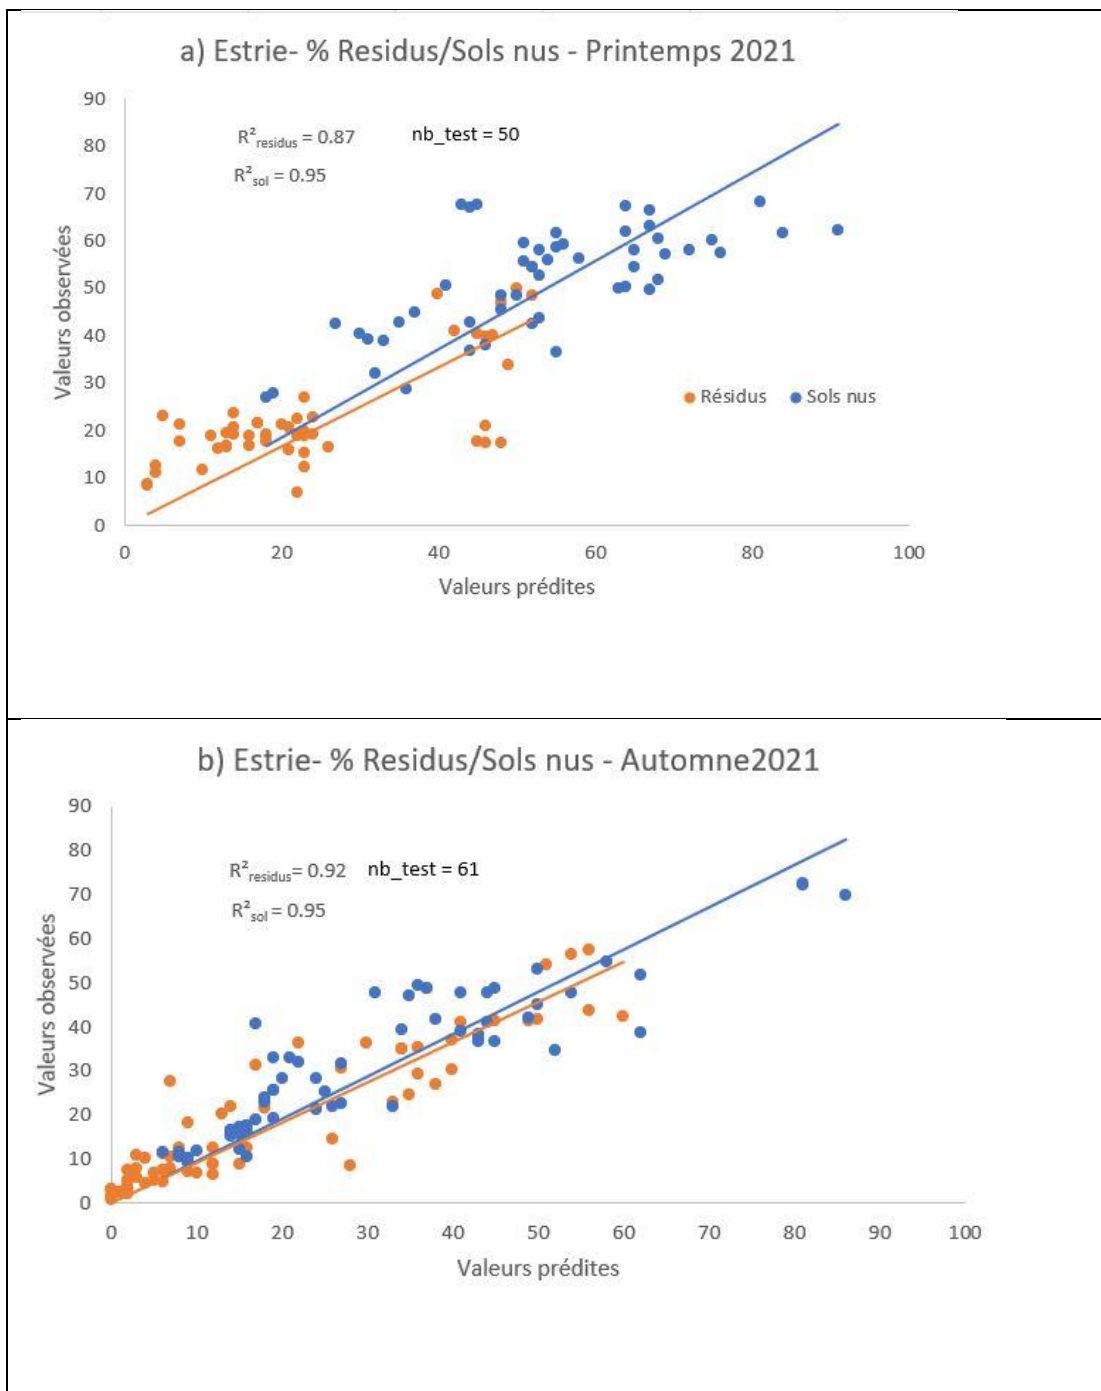 a) Estrie- % Residus/Sols nus - Printemps 2021
90
80
70
60
50
40
30
20
10
0
R²residus = 0.87 nb_test = 50
R²sol = 0.95
Valeurs observées
Résidus Sols nus
0 20 40 60 80 100
Valeurs prédites
b) Estrie- % Residus/Sols nus - Automne2021
90
80
70
60
50
40
30
20
10
0
R²residus= 0.92 nb_test = 61
R²sol = 0.95
Valeurs observées
0 10 20 30 40 50 60 70 80 90 100
Valeurs prédites